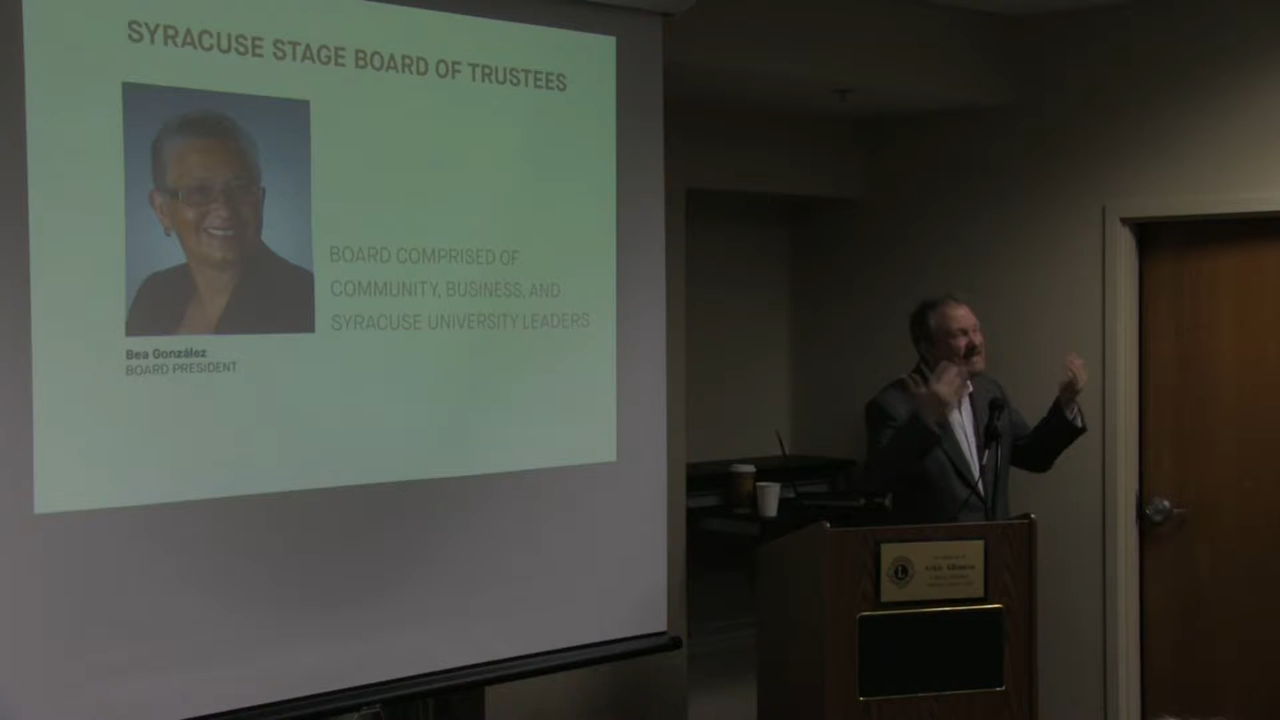 SYRACUSE STAGE BOARD OF TRUSTEES
BOARD COMPRISED OF
COMMUNITY, BUSINESS, AND
SYRACUSE UNIVERSITY LEADERS
Bea González
BOARD PRESIDENT
L